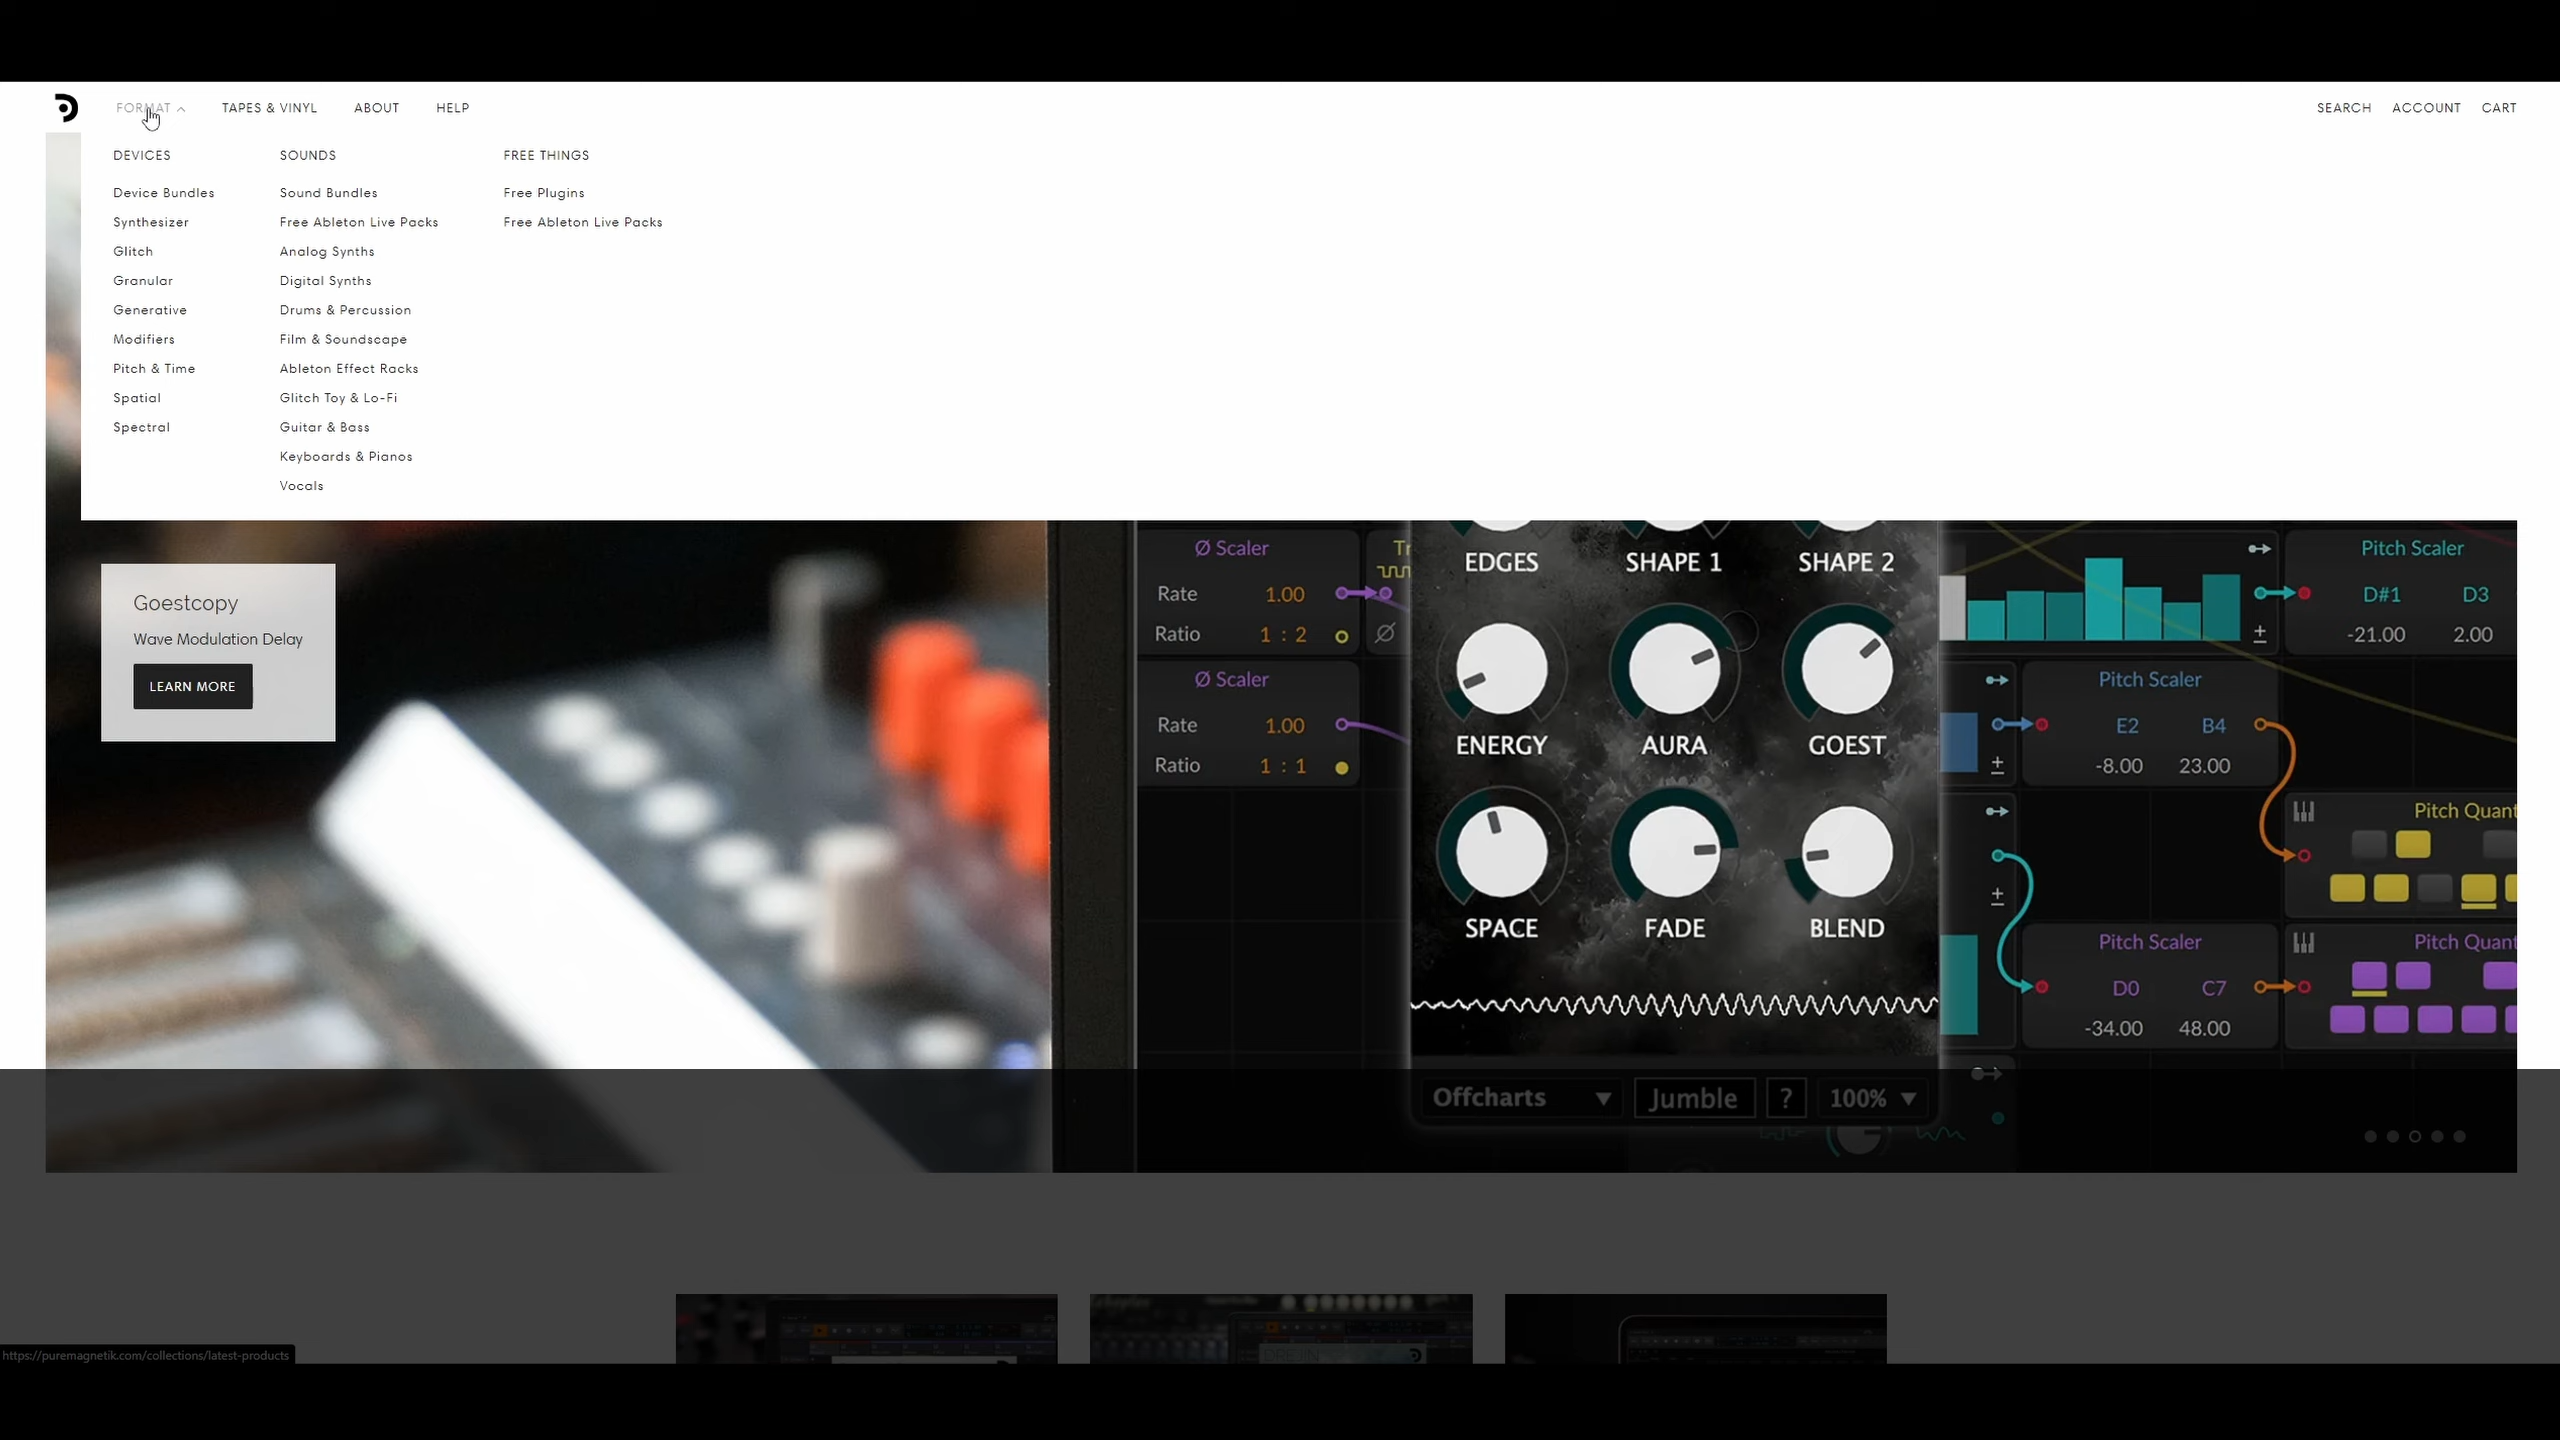 FORMAT
TAPES & VINYL
ABOUT
HELP
SEARCH
ACCOUNT
CART
DEVICES
Device Bundles
Synthesizer
Glitch
Granular
Generative
Modifiers
Pitch & Time
Spatial
Spectral
SOUNDS
Sound Bundles
Free Ableton Live Packs
Analog Synths
Digital Synths
Drums & Percussion
Film & Soundscape
Ableton Effect Racks
Glitch Toy & Lo-Fi
Guitar & Bass
Keyboards & Pianos
Vocals
FREE THINGS
Free Plugins
Free Ableton Live Packs
Goestcopy
Wave Modulation Delay
LEARN MORE
Ø Scaler
Rate 1.00
Ratio 1 : 2
Ø Scaler
Rate 1.00
Ratio 1 : 1
Tr
EDGES SHAPE 1 SHAPE 2
ENERGY AURA GOEST
SPACE FADE BLEND
Offcharts Jumble ? 100%
Pitch Scaler
D#1 D3
-21.00 2.00
Pitch Scaler
E2 B4
-8.00 23.00
Pitch Quant
Pitch Scaler
D0 C7
-34.00 48.00
Pitch Quant
https://puremagnetik.com/collections/latest-products